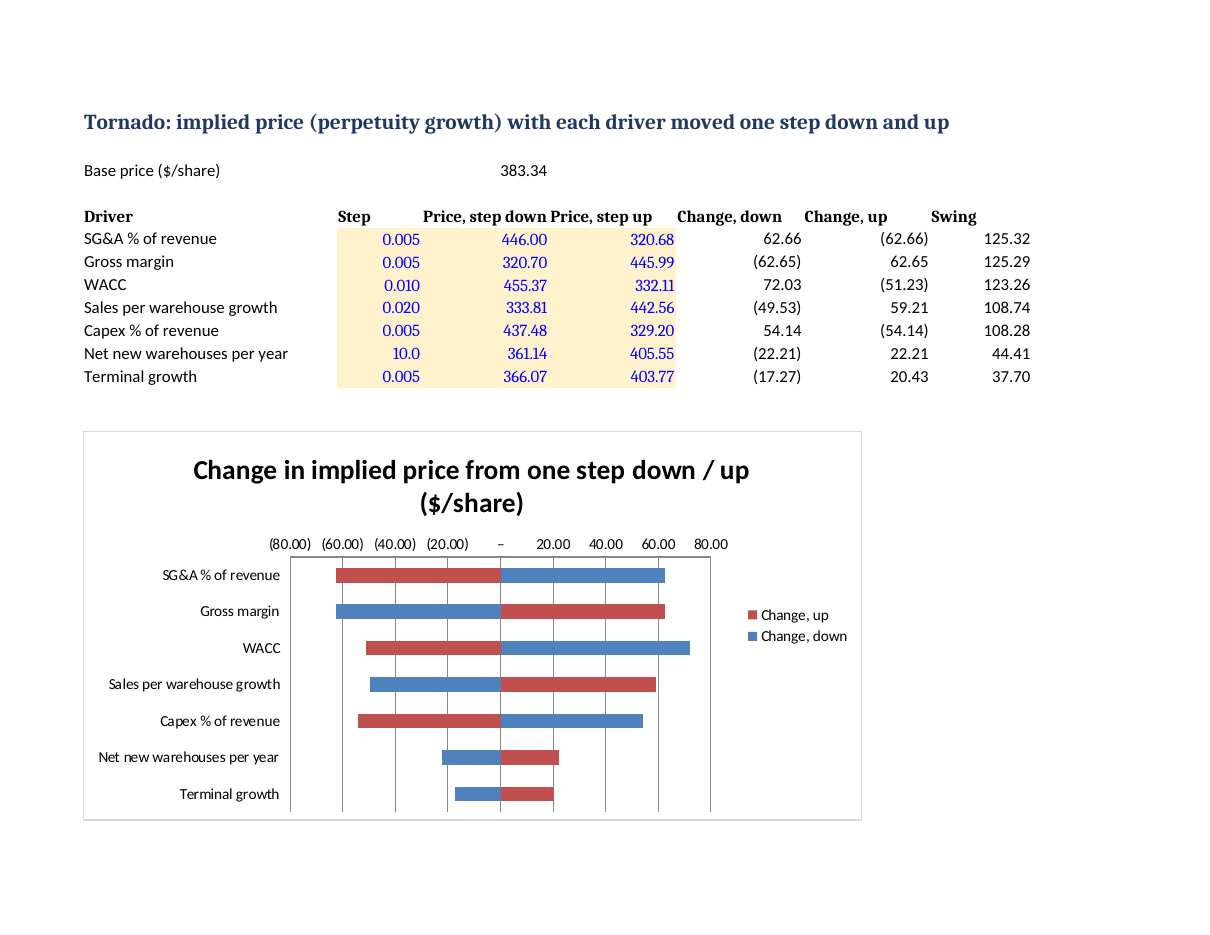 Tornado: implied price (perpetuity growth) with each driver moved one step down and up
Base price ($/share) 383.34
Driver Step Price, step down Price, step up Change, down Change, up Swing
SG&A % of revenue 0.005 446.00 320.68 62.66 (62.66) 125.32
Gross margin 0.005 320.70 445.99 (62.65) 62.65 125.29
WACC 0.010 455.37 332.11 72.03 (51.23) 123.26
Sales per warehouse growth 0.020 333.81 442.56 (49.53) 59.21 108.74
Capex % of revenue 0.005 437.48 329.20 54.14 (54.14) 108.28
Net new warehouses per year 10.0 361.14 405.55 (22.21) 22.21 44.41
Terminal growth 0.005 366.07 403.77 (17.27) 20.43 37.70
Change in implied price from one step down / up
($/share)
(80.00) (60.00) (40.00) (20.00) – 20.00 40.00 60.00 80.00
SG&A % of revenue
Gross margin
WACC
Sales per warehouse growth
Capex % of revenue
Net new warehouses per year
Terminal growth
Change, up
Change, down